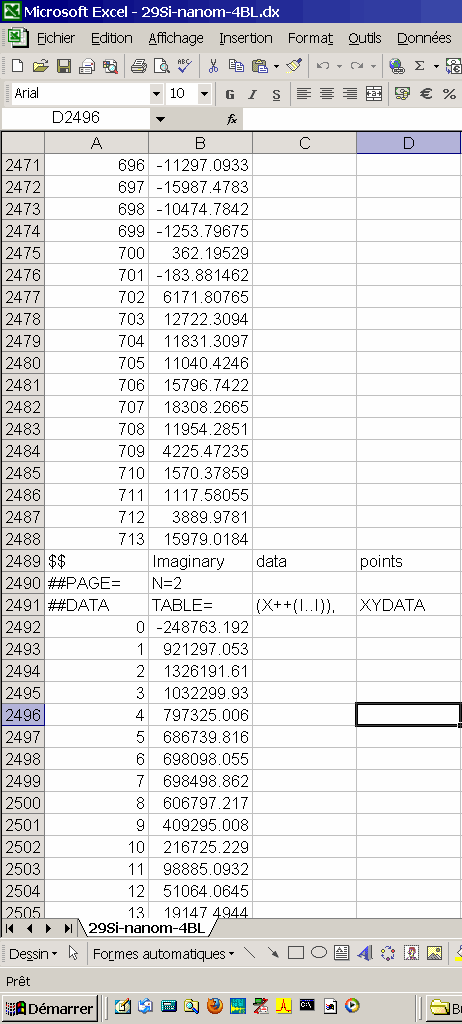 Microsoft Excel - 29Si-nanom-4BL.dx
Fichier Edition Affichage Insertion Format Outils Données
Arial 10 G I S € %
D2496 fx
A B C D
2471 696 -11297.0933
2472 697 -15987.4783
2473 698 -10474.7842
2474 699 -1253.79675
2475 700 362.19529
2476 701 -183.881462
2477 702 6171.80765
2478 703 12722.3094
2479 704 11831.3097
2480 705 11040.4246
2481 706 15796.7422
2482 707 18308.2665
2483 708 11954.2851
2484 709 4225.47235
2485 710 1570.37859
2486 711 1117.58055
2487 712 3889.9781
2488 713 15979.0184
2489 $$ Imaginary data points
2490 ##PAGE= N=2
2491 ##DATA TABLE= (X++(I..I)), XYDATA
2492 0 -248763.192
2493 1 921297.053
2494 2 1326191.61
2495 3 1032299.93
2496 4 797325.006
2497 5 686739.816
2498 6 698098.055
2499 7 698498.862
2500 8 606797.217
2501 9 409295.008
2502 10 216725.229
2503 11 98885.0932
2504 12 51064.0645
2505 13 19147.4944
29Si-nanom-4BL
Dessin Formes automatiques
Prêt
Démarrer